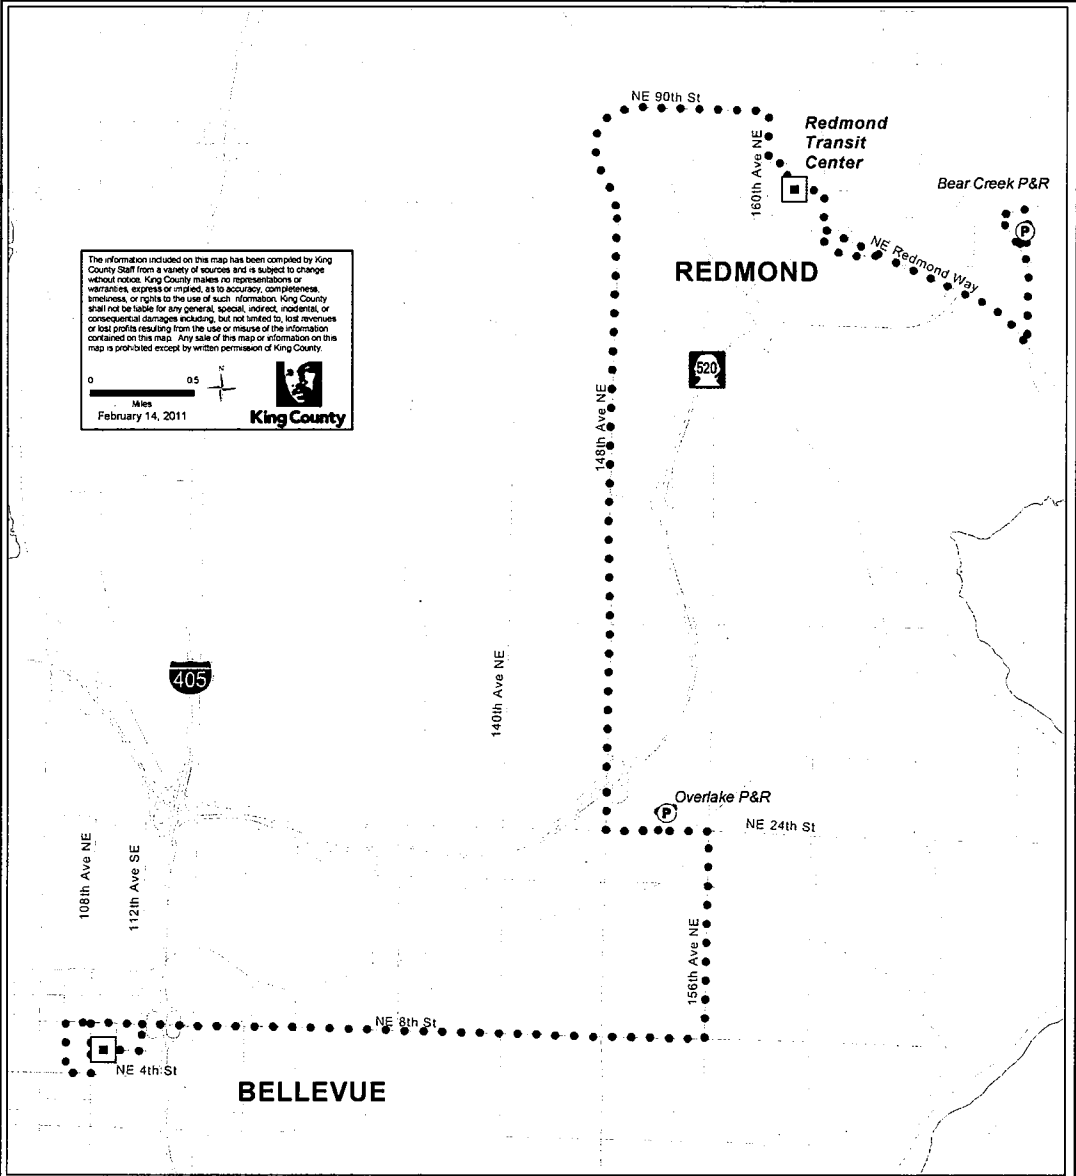 NE 90th St
Redmond
Transit
Center
160th Ave NE
Bear Creek P&R
P
NE Redmond Way
REDMOND
The information included on this map has been compiled by King
County Staff from a variety of sources and is subject to change
without notice. King County makes no representations or
warranties, express or implied, as to accuracy, completeness,
timeliness, or rights to the use of such information. King County
shall not be liable for any general, special, indirect, incidental, or
consequential damages including, but not limited to, lost revenues
or lost profits resulting from the use or misuse of the information
contained on this map. Any sale of this map or information on this
map is prohibited except by written permission of King County.
N
0 0.5
Miles
February 14, 2011
King County
520
148th Ave NE
405
140th Ave NE
Overlake P&R
P
NE 24th St
108th Ave NE
112th Ave SE
156th Ave NE
NE 8th St
NE 4th St
BELLEVUE